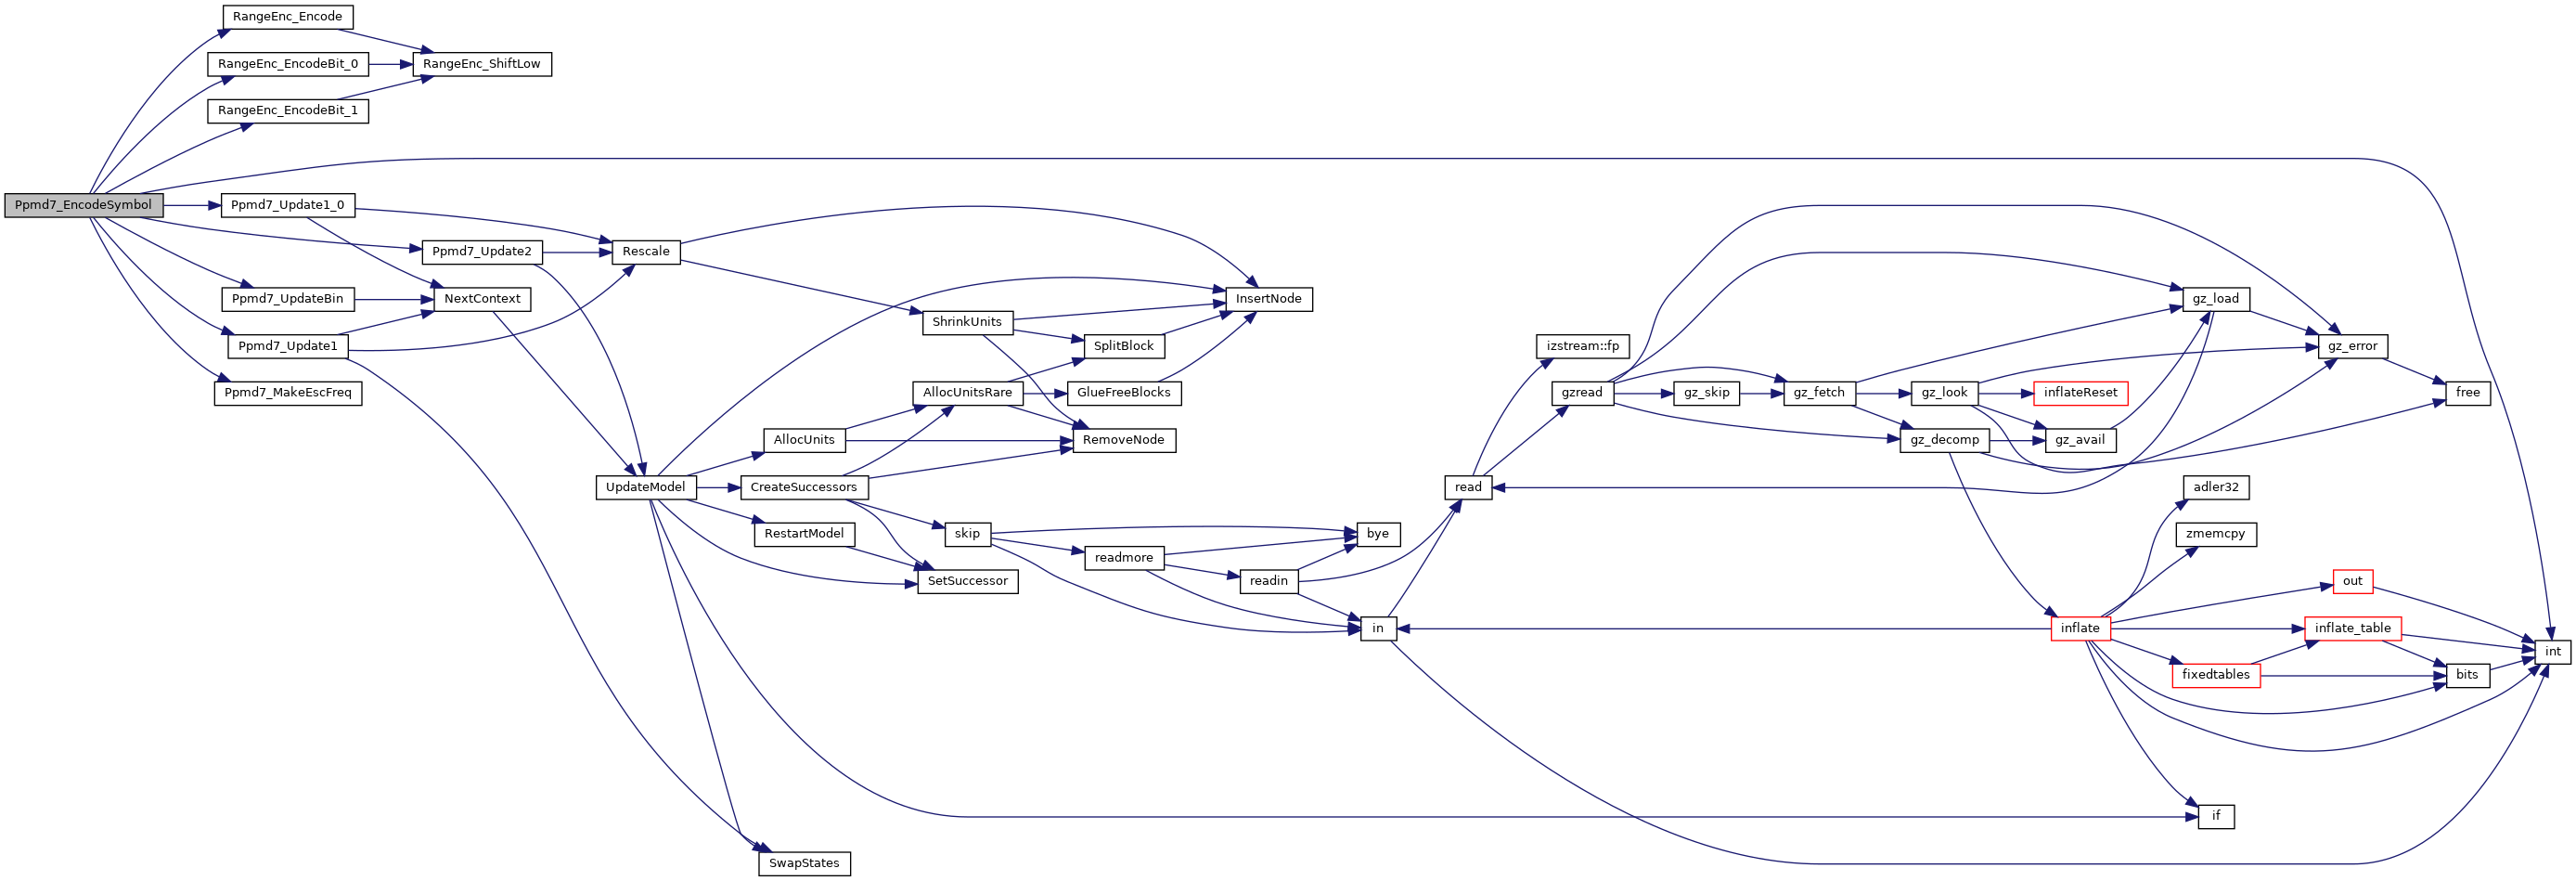 RangeEnc_Encode
RangeEnc_EncodeBit_0
RangeEnc_ShiftLow
RangeEnc_EncodeBit_1
Ppmd7_EncodeSymbol
Ppmd7_Update1_0
Ppmd7_Update2
Rescale
Ppmd7_UpdateBin
NextContext
InsertNode
gz_load
ShrinkUnits
Ppmd7_Update1
SplitBlock
izstream::fp
gz_error
Ppmd7_MakeEscFreq
AllocUnitsRare
GlueFreeBlocks
gzread
gz_skip
gz_fetch
gz_look
inflateReset
free
AllocUnits
RemoveNode
gz_decomp
gz_avail
UpdateModel
CreateSuccessors
read
adler32
RestartModel
skip
bye
zmemcpy
readmore
SetSuccessor
readin
out
in
inflate
inflate_table
int
fixedtables
bits
if
SwapStates